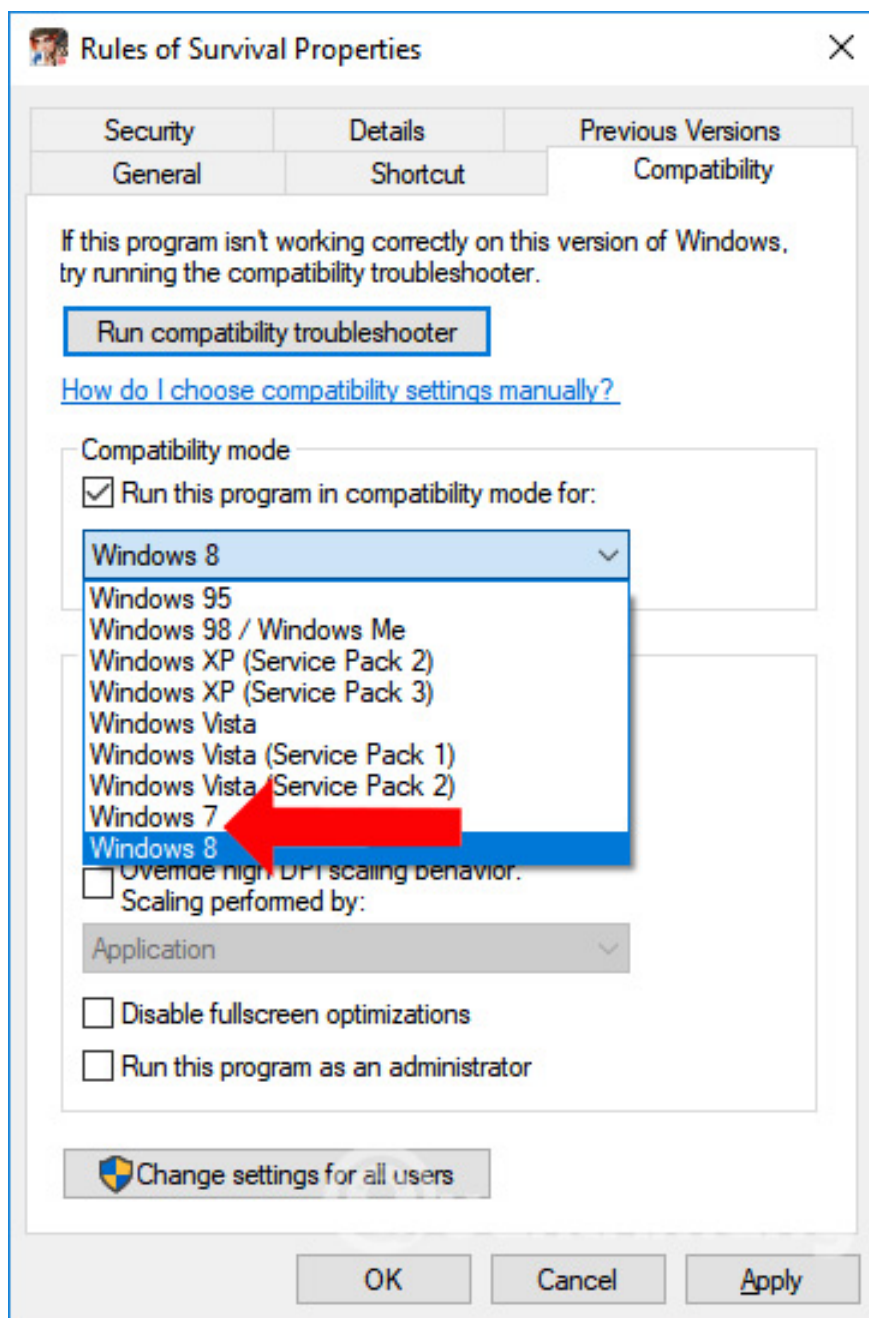 Rules of Survival Properties
Security Details Previous Versions
General Shortcut Compatibility
If this program isn't working correctly on this version of Windows,
try running the compatibility troubleshooter.
Run compatibility troubleshooter
How do I choose compatibility settings manually?
Compatibility mode
Run this program in compatibility mode for:
Windows 8
Windows 95
Windows 98 / Windows Me
Windows XP (Service Pack 2)
Windows XP (Service Pack 3)
Windows Vista
Windows Vista (Service Pack 1)
Windows Vista (Service Pack 2)
Windows 7
Windows 8
Override high DPI scaling behavior.
Scaling performed by:
Application
Disable fullscreen optimizations
Run this program as an administrator
Change settings for all users
OK Cancel Apply